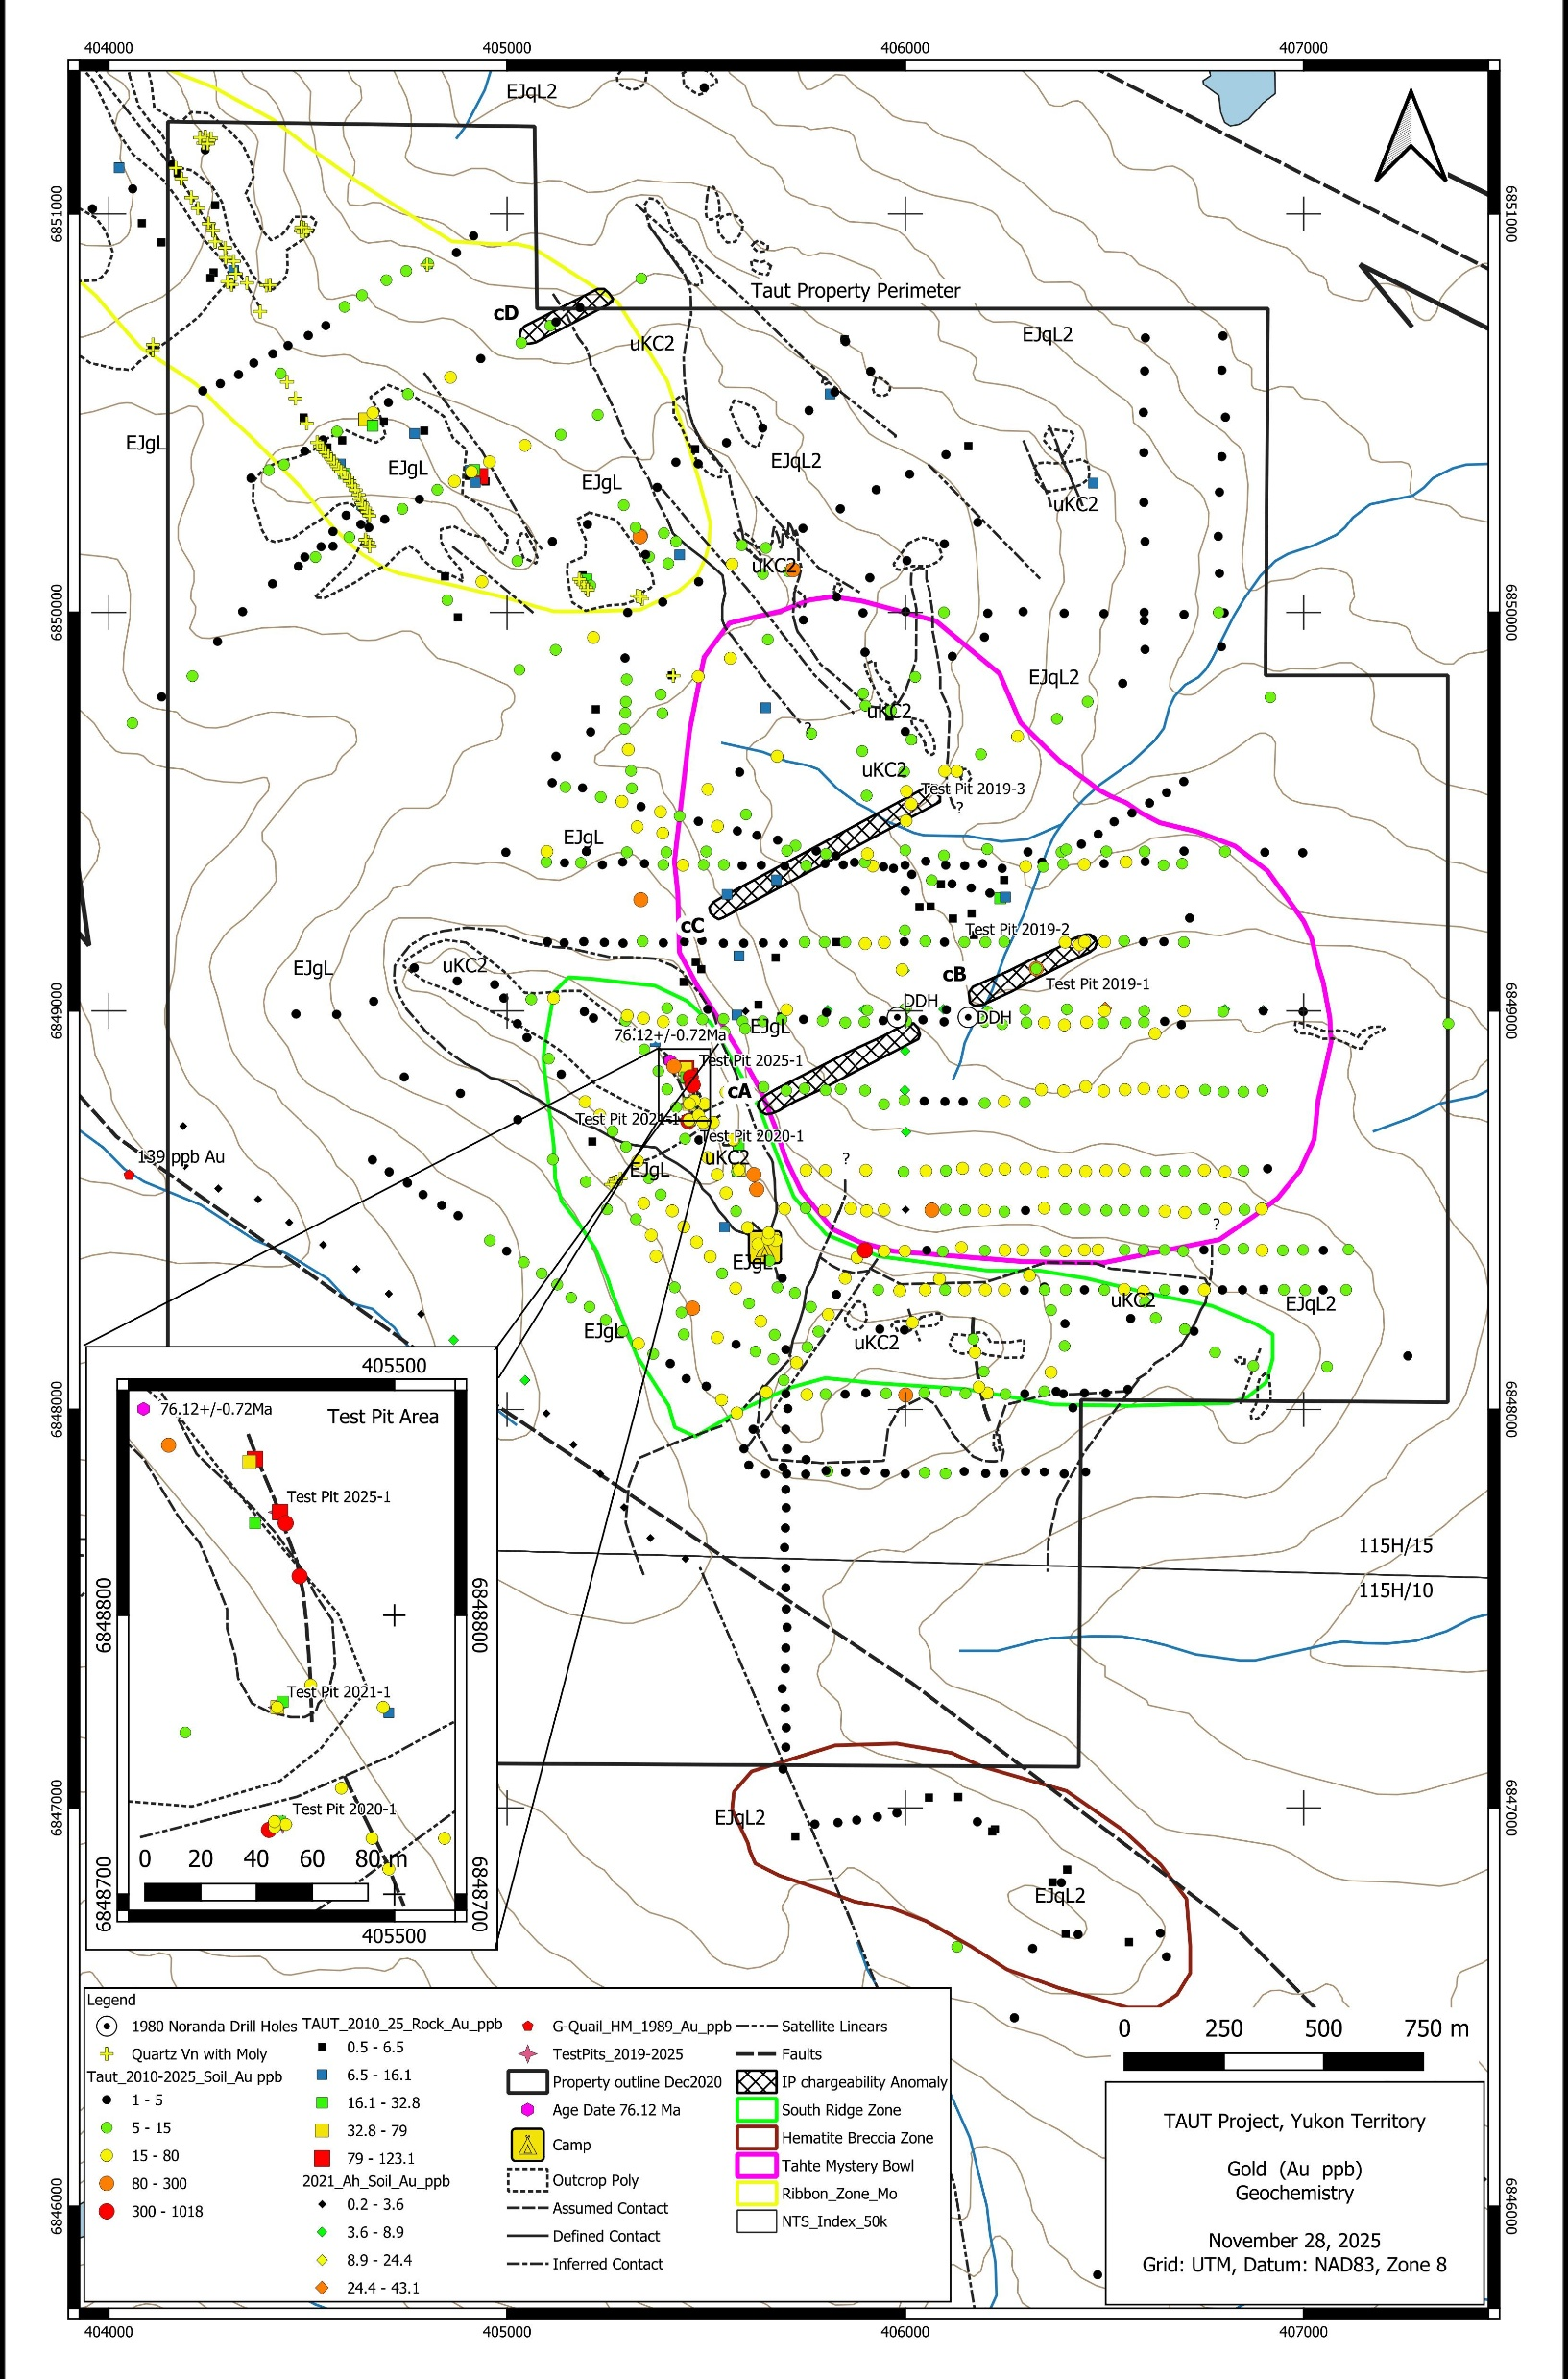 404000 405000 406000 407000
EJqL2
6851000 6851000
Taut Property Perimeter
cD
uKC2
EJqL2
EJgL
EJgL
EJqL2
EJgL
uKC2
uKC2
6850000 6850000
EJqL2
uKC2
?
uKC2
Test Pit 2019-3
?
EJgL
cC
Test Pit 2019-2
EJgL
uKC2
cB
Test Pit 2019-1
6849000 6849000
DDH
DDH
EJgL
76.12+/-0.72Ma
Test Pit 2025-1
cA
Test Pit 2021-1
Test Pit 2020-1
139 ppb Au
uKC2
?
EJgL
?
EJgL
uKC2
EJqL2
EJgL
uKC2
6848000 6848000
405500
76.12+/-0.72Ma
Test Pit Area
Test Pit 2025-1
6848800 6848800
Test Pit 2021-1
Test Pit 2020-1
0 20 40 60 80 m
6848700 6848700
405500
115H/15
115H/10
6847000 6847000
EJqL2
EJqL2
Legend
1980 Noranda Drill Holes
Quartz Vn with Moly
Taut_2010-2025_Soil_Au ppb
1 - 5
5 - 15
15 - 80
80 - 300
300 - 1018
TAUT_2010_25_Rock_Au_ppb
0.5 - 6.5
6.5 - 16.1
16.1 - 32.8
32.8 - 79
79 - 123.1
2021_Ah_Soil_Au_ppb
0.2 - 3.6
3.6 - 8.9
8.9 - 24.4
24.4 - 43.1
G-Quail_HM_1989_Au_ppb
TestPits_2019-2025
Property outline Dec2020
Age Date 76.12 Ma
Camp
Outcrop Poly
Assumed Contact
Defined Contact
Inferred Contact
Satellite Linears
Faults
IP chargeability Anomaly
South Ridge Zone
Hematite Breccia Zone
Tahte Mystery Bowl
Ribbon_Zone_Mo
NTS_Index_50k
0 250 500 750 m
TAUT Project, Yukon Territory
Gold (Au ppb)
Geochemistry
November 28, 2025
Grid: UTM, Datum: NAD83, Zone 8
6846000 6846000
404000 405000 406000 407000